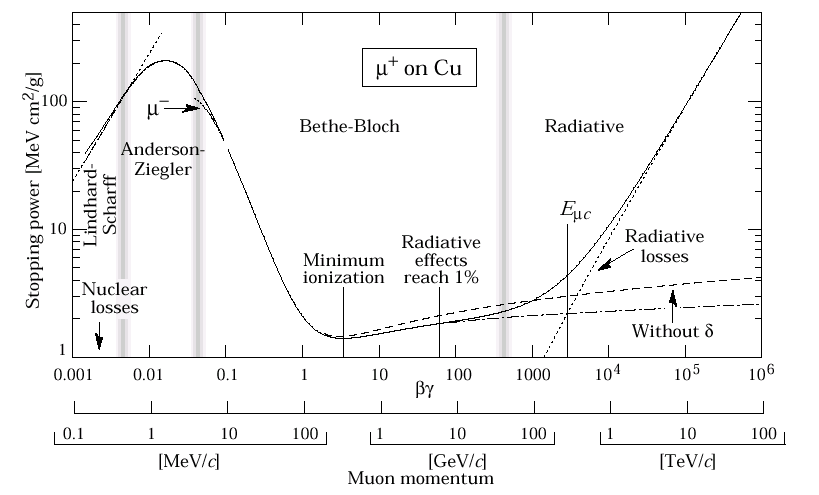 Stopping power [MeV cm²/g]
100
10
1
μ⁺ on Cu
μ⁻
Bethe-Bloch
Radiative
Anderson-
Ziegler
Lindhard-
Scharff
Eμc
Minimum
ionization
Radiative
effects
reach 1%
Radiative
losses
Nuclear
losses
Without δ
0.001 0.01 0.1 1 10 100 1000 10⁴ 10⁵ 10⁶
βγ
0.1 1 10 100 1 10 100 1 10 100
[MeV/c] [GeV/c] [TeV/c]
Muon momentum